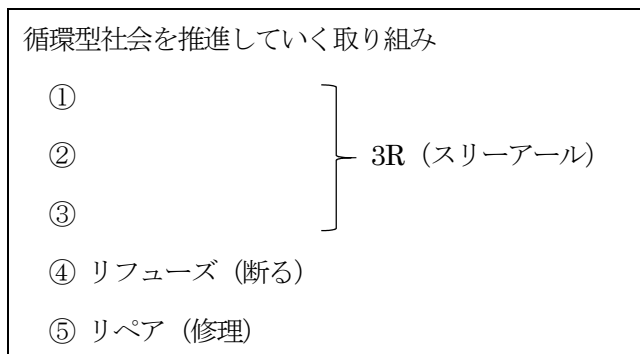 循環型社会を推進していく取り組み
①
②
3R（スリーアール）
③
④ リフューズ（断る）
⑤ リペア（修理）